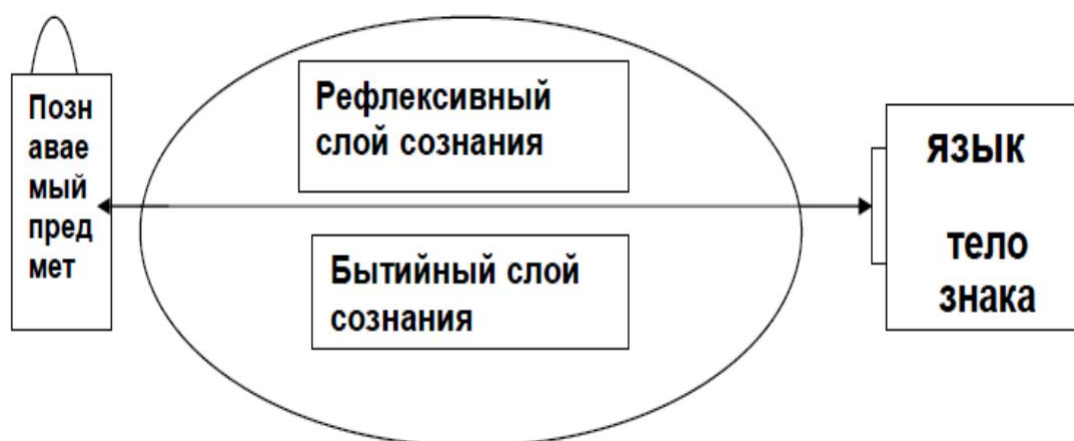 Позн
авае
мый
пред
мет
Рефлексивный
слой сознания
Бытийный слой
сознания
язык
тело
знака